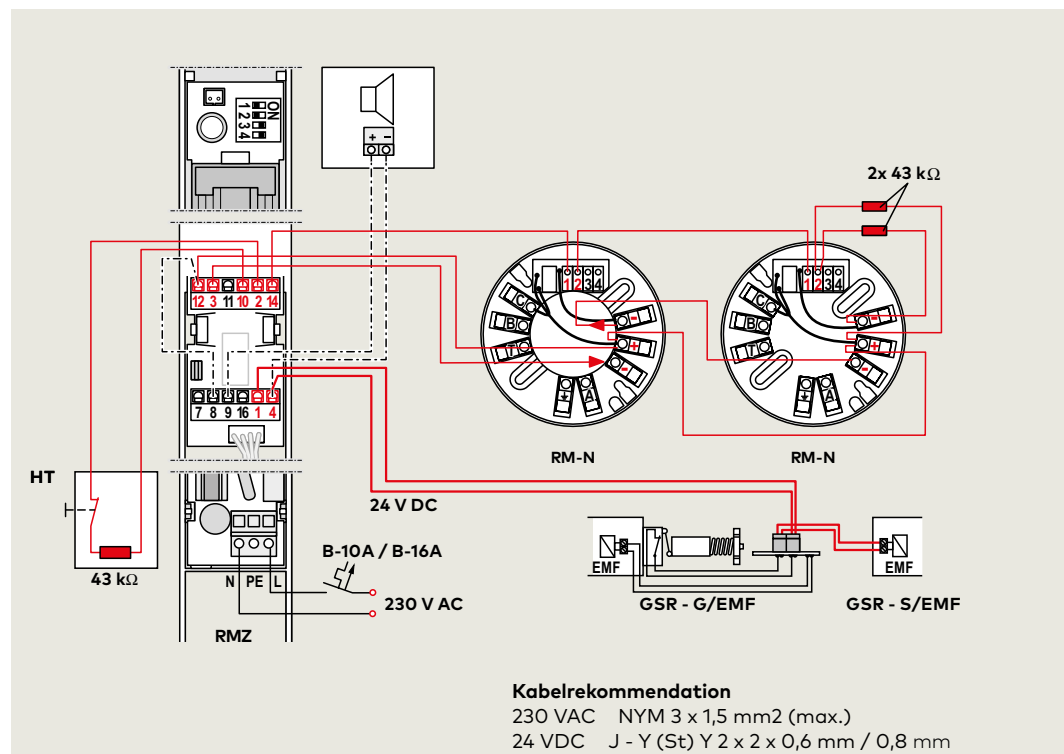 ON
1
2
3
4
+ −
2x 43 kΩ
12 3 11 10 2 14
1 2 3 4
C
B
T
A
-
+
-
1 2 3 4
C
B
T
A
-
+
-
7 8 9 16 1 4
RM-N
RM-N
HT
24 V DC
43 kΩ
B-10A / B-16A
N PE L
230 V AC
RMZ
EMF
GSR - G/EMF
EMF
GSR - S/EMF
Kabelrekommendation
230 VAC NYM 3 x 1,5 mm2 (max.)
24 VDC J - Y (St) Y 2 x 2 x 0,6 mm / 0,8 mm